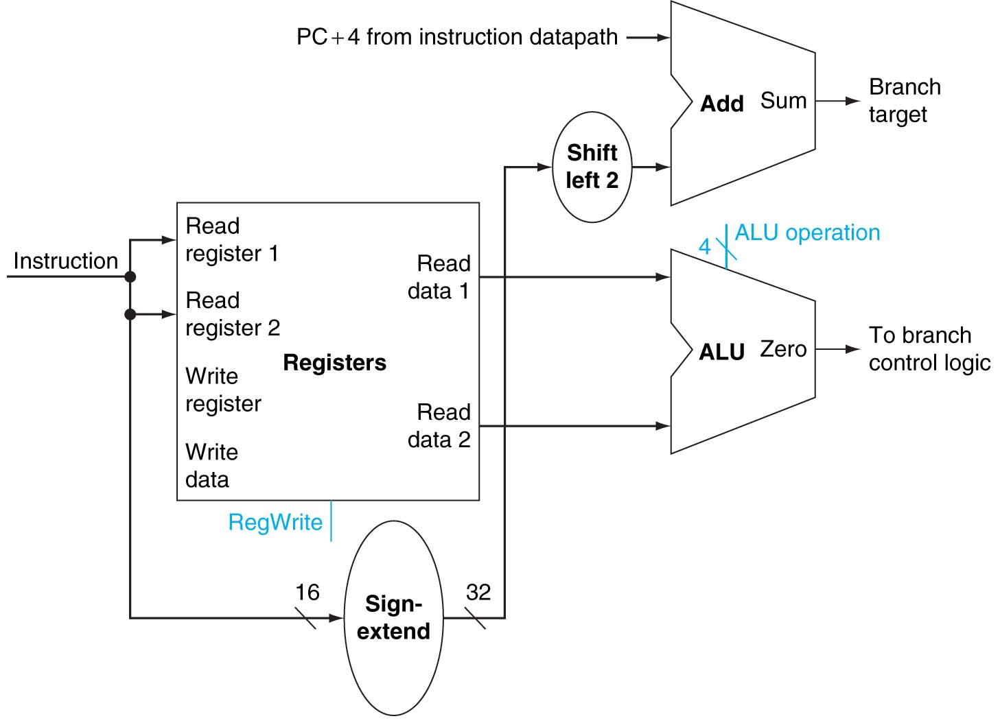 PC+4 from instruction datapath
Add Sum
Branch
target
Shift
left 2
ALU operation
4
Instruction
Read
register 1
Read
register 2
Write
register
Write
data
Registers
Read
data 1
Read
data 2
ALU Zero
To branch
control logic
RegWrite
16
Sign-
extend
32